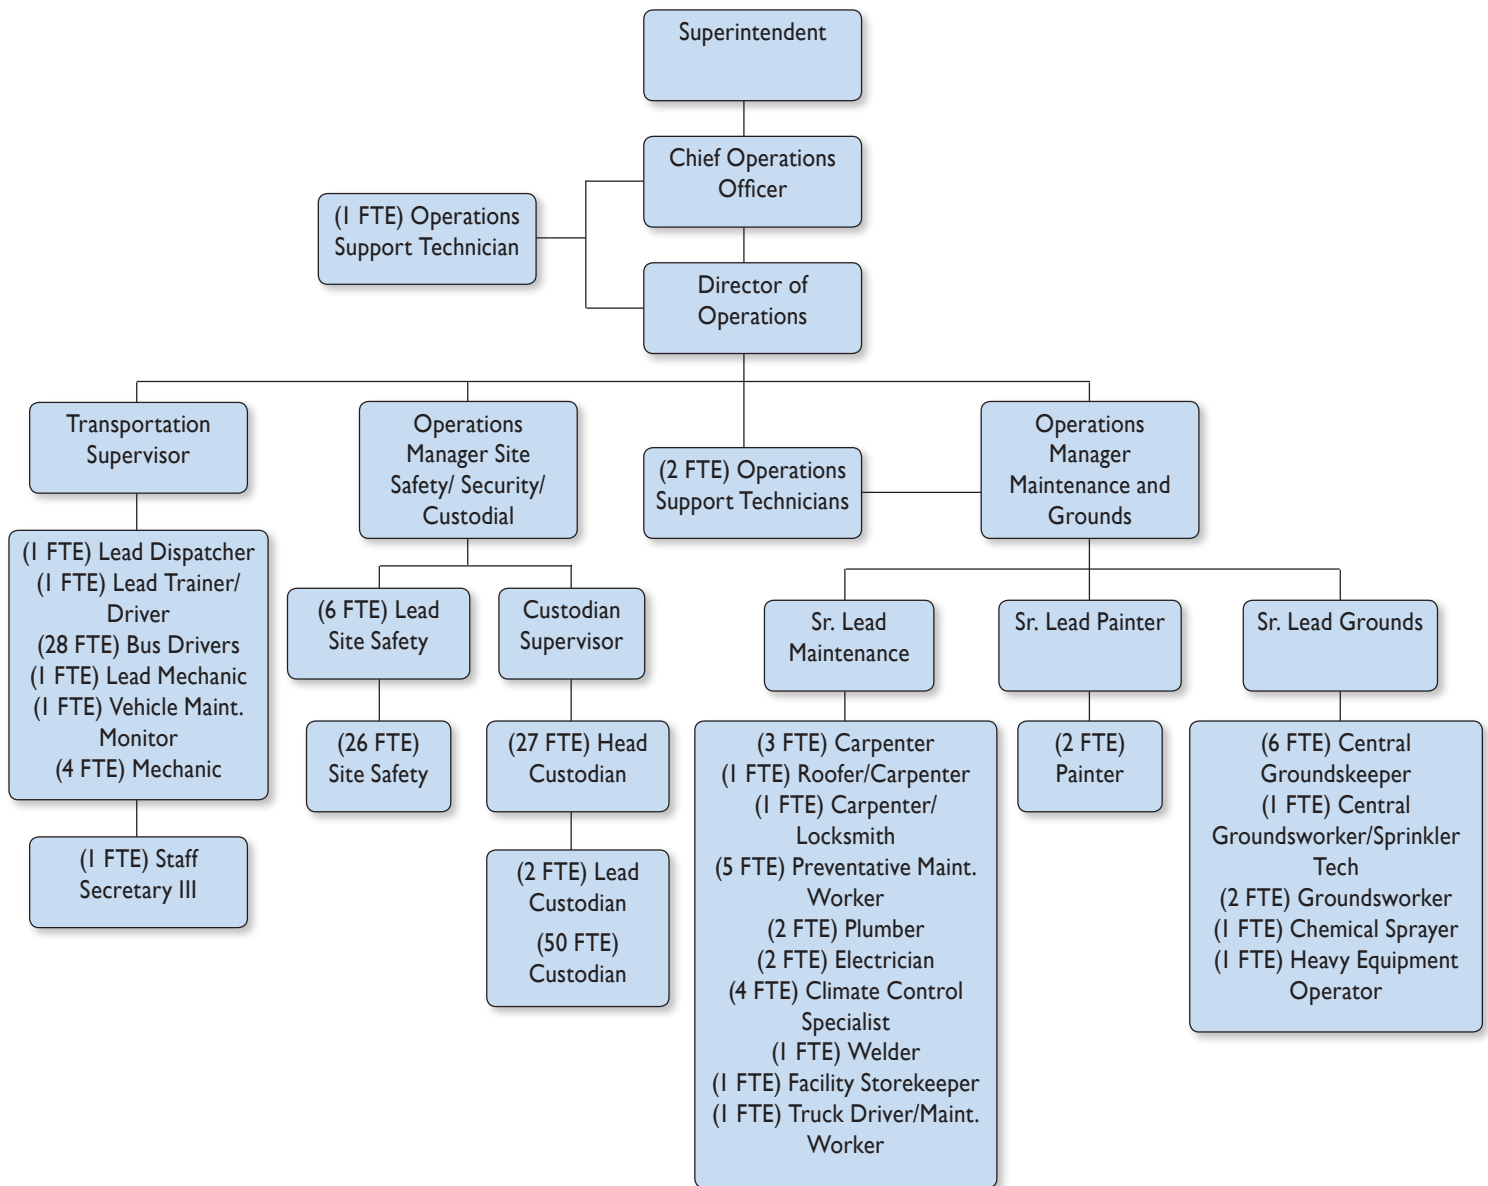 Superintendent
Chief Operations
Officer
(1 FTE) Operations
Support Technician
Director of
Operations
Transportation
Supervisor
Operations
Manager Site
Safety/ Security/
Custodial
(2 FTE) Operations
Support Technicians
Operations
Manager
Maintenance and
Grounds
(1 FTE) Lead Dispatcher
(1 FTE) Lead Trainer/
Driver
(28 FTE) Bus Drivers
(1 FTE) Lead Mechanic
(1 FTE) Vehicle Maint.
Monitor
(4 FTE) Mechanic
(1 FTE) Staff
Secretary III
(6 FTE) Lead
Site Safety
Custodian
Supervisor
(26 FTE)
Site Safety
(27 FTE) Head
Custodian
(2 FTE) Lead
Custodian
(50 FTE)
Custodian
Sr. Lead
Maintenance
Sr. Lead Painter
Sr. Lead Grounds
(3 FTE) Carpenter
(1 FTE) Roofer/Carpenter
(1 FTE) Carpenter/
Locksmith
(5 FTE) Preventative Maint.
Worker
(2 FTE) Plumber
(2 FTE) Electrician
(4 FTE) Climate Control
Specialist
(1 FTE) Welder
(1 FTE) Facility Storekeeper
(1 FTE) Truck Driver/Maint.
Worker
(2 FTE)
Painter
(6 FTE) Central
Groundskeeper
(1 FTE) Central
Groundsworker/Sprinkler
Tech
(2 FTE) Groundsworker
(1 FTE) Chemical Sprayer
(1 FTE) Heavy Equipment
Operator